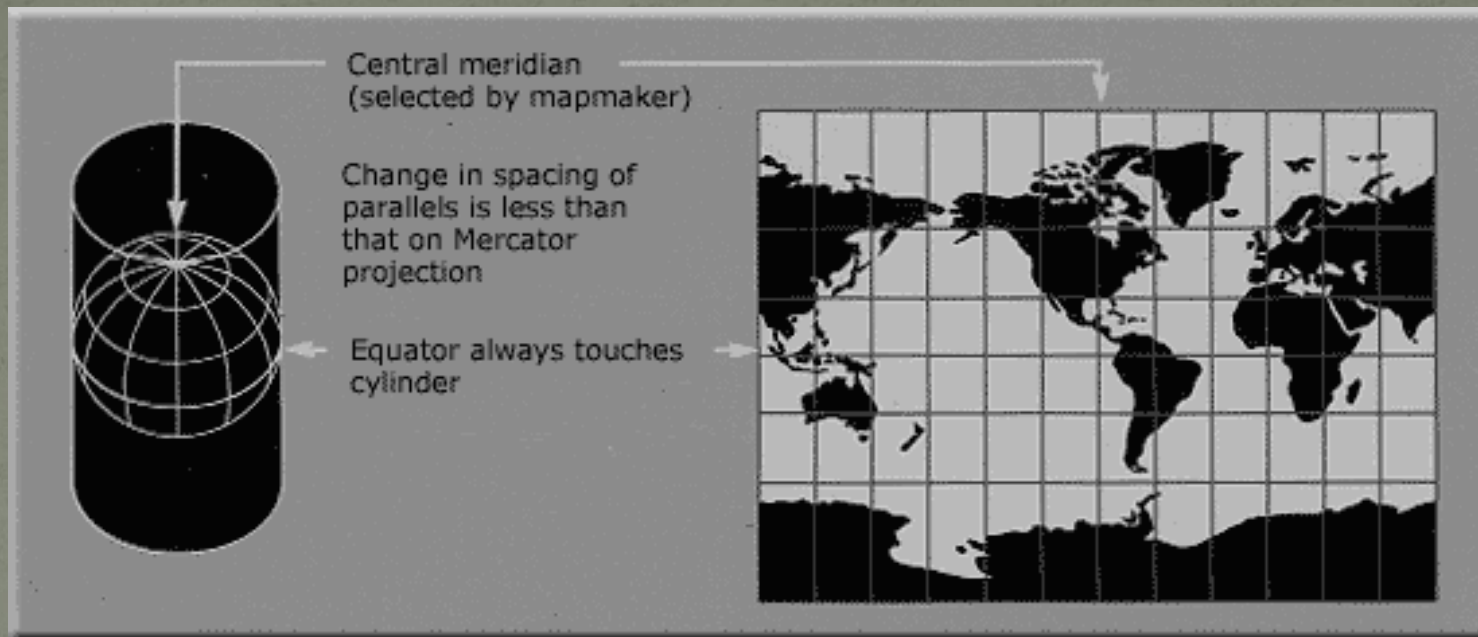 Central meridian
(selected by mapmaker)
Change in spacing of
parallels is less than
that on Mercator
projection
Equator always touches
cylinder